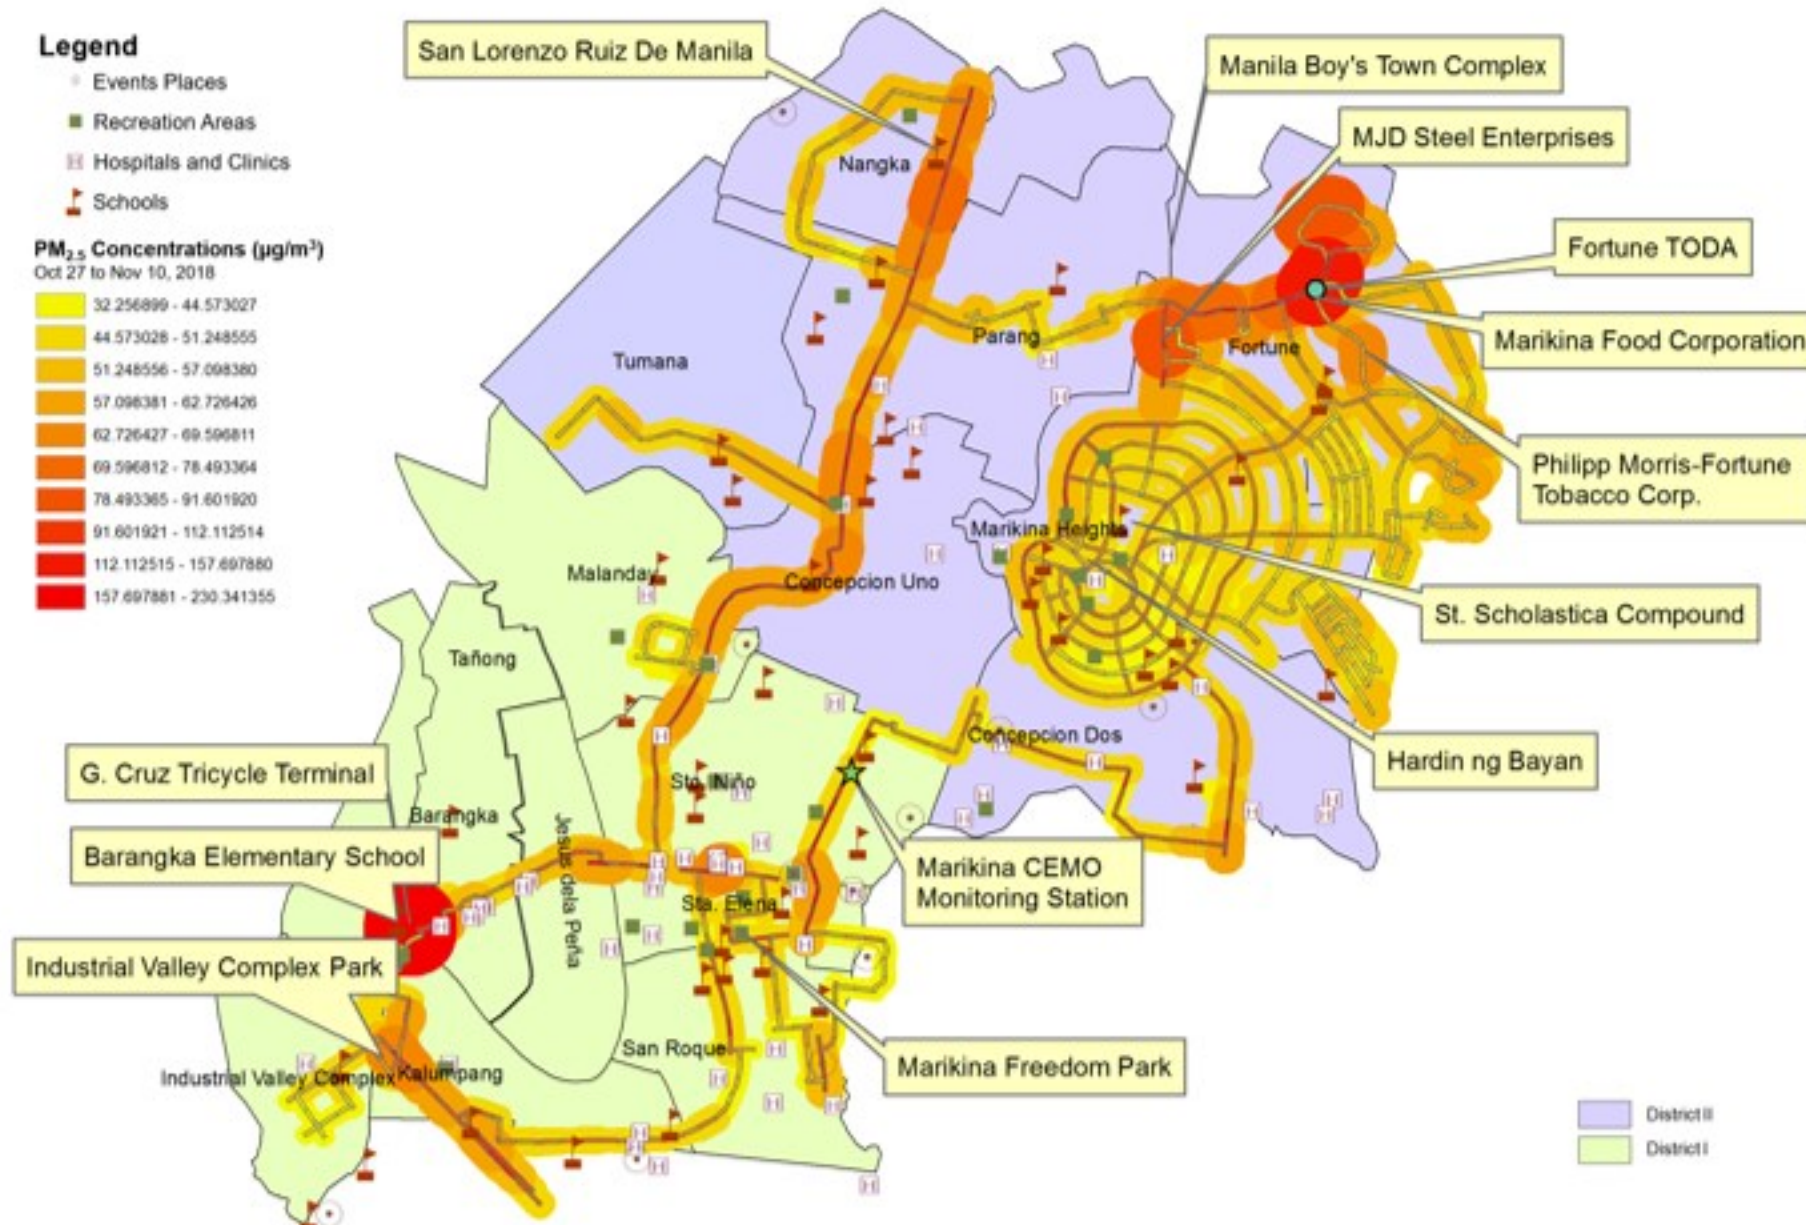 Legend
Events Places
Recreation Areas
Hospitals and Clinics
Schools
PM2.5 Concentrations (µg/m³)
Oct 27 to Nov 10, 2018
32.256899 - 44.573027
44.573028 - 51.248555
51.248556 - 57.098380
57.098381 - 62.726426
62.726427 - 69.596811
69.596812 - 78.493364
78.493365 - 91.601920
91.601921 - 112.112514
112.112515 - 157.697880
157.697881 - 230.341355
San Lorenzo Ruiz De Manila
Manila Boy's Town Complex
MJD Steel Enterprises
Fortune TODA
Marikina Food Corporation
Philipp Morris-Fortune
Tobacco Corp.
St. Scholastica Compound
Hardin ng Bayan
Marikina CEMO
Monitoring Station
Marikina Freedom Park
G. Cruz Tricycle Terminal
Barangka Elementary School
Industrial Valley Complex Park
Nangka
Parang
Fortune
Tumana
Marikina Heights
Concepcion Uno
Malanday
Tañong
Concepcion Dos
Sto. Niño
Barangka
Jesus dela Peña
Sta. Elena
San Roque
Industrial Valley Complex
Kalumpang
District II
District I